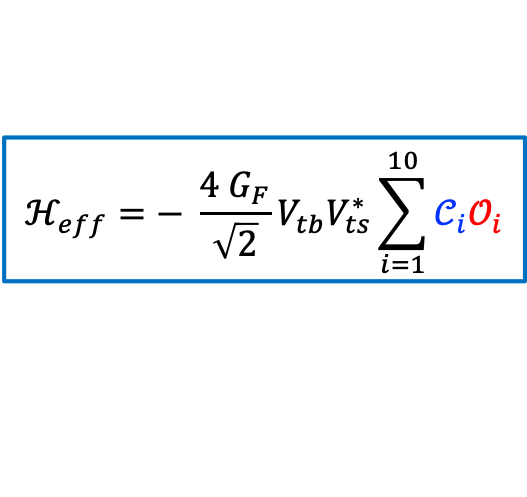 ℋ_eff = − (4 G_F / √2) V_tb V_ts^* ∑_{i=1}^{10} 𝒞_i 𝒪_i